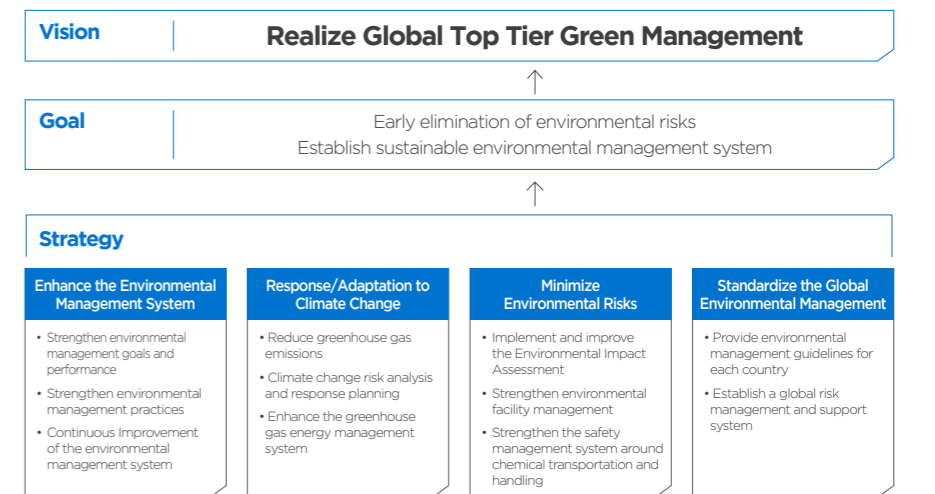 Vision
Realize Global Top Tier Green Management
Goal
Early elimination of environmental risks
Establish sustainable environmental management system
Strategy
Enhance the Environmental
Management System
• Strengthen environmental
management goals and
performance
• Strengthen environmental
management practices
• Continuous Improvement
of the environmental
management system
Response/Adaptation to
Climate Change
• Reduce greenhouse gas
emissions
• Climate change risk analysis
and response planning
• Enhance the greenhouse
gas energy management
system
Minimize
Environmental Risks
• Implement and improve
the Environmental Impact
Assessment
• Strengthen environmental
facility management
• Strengthen the safety
management system around
chemical transportation and
handling
Standardize the Global
Environmental Management
• Provide environmental
management guidelines for
each country
• Establish a global risk
management and support
system